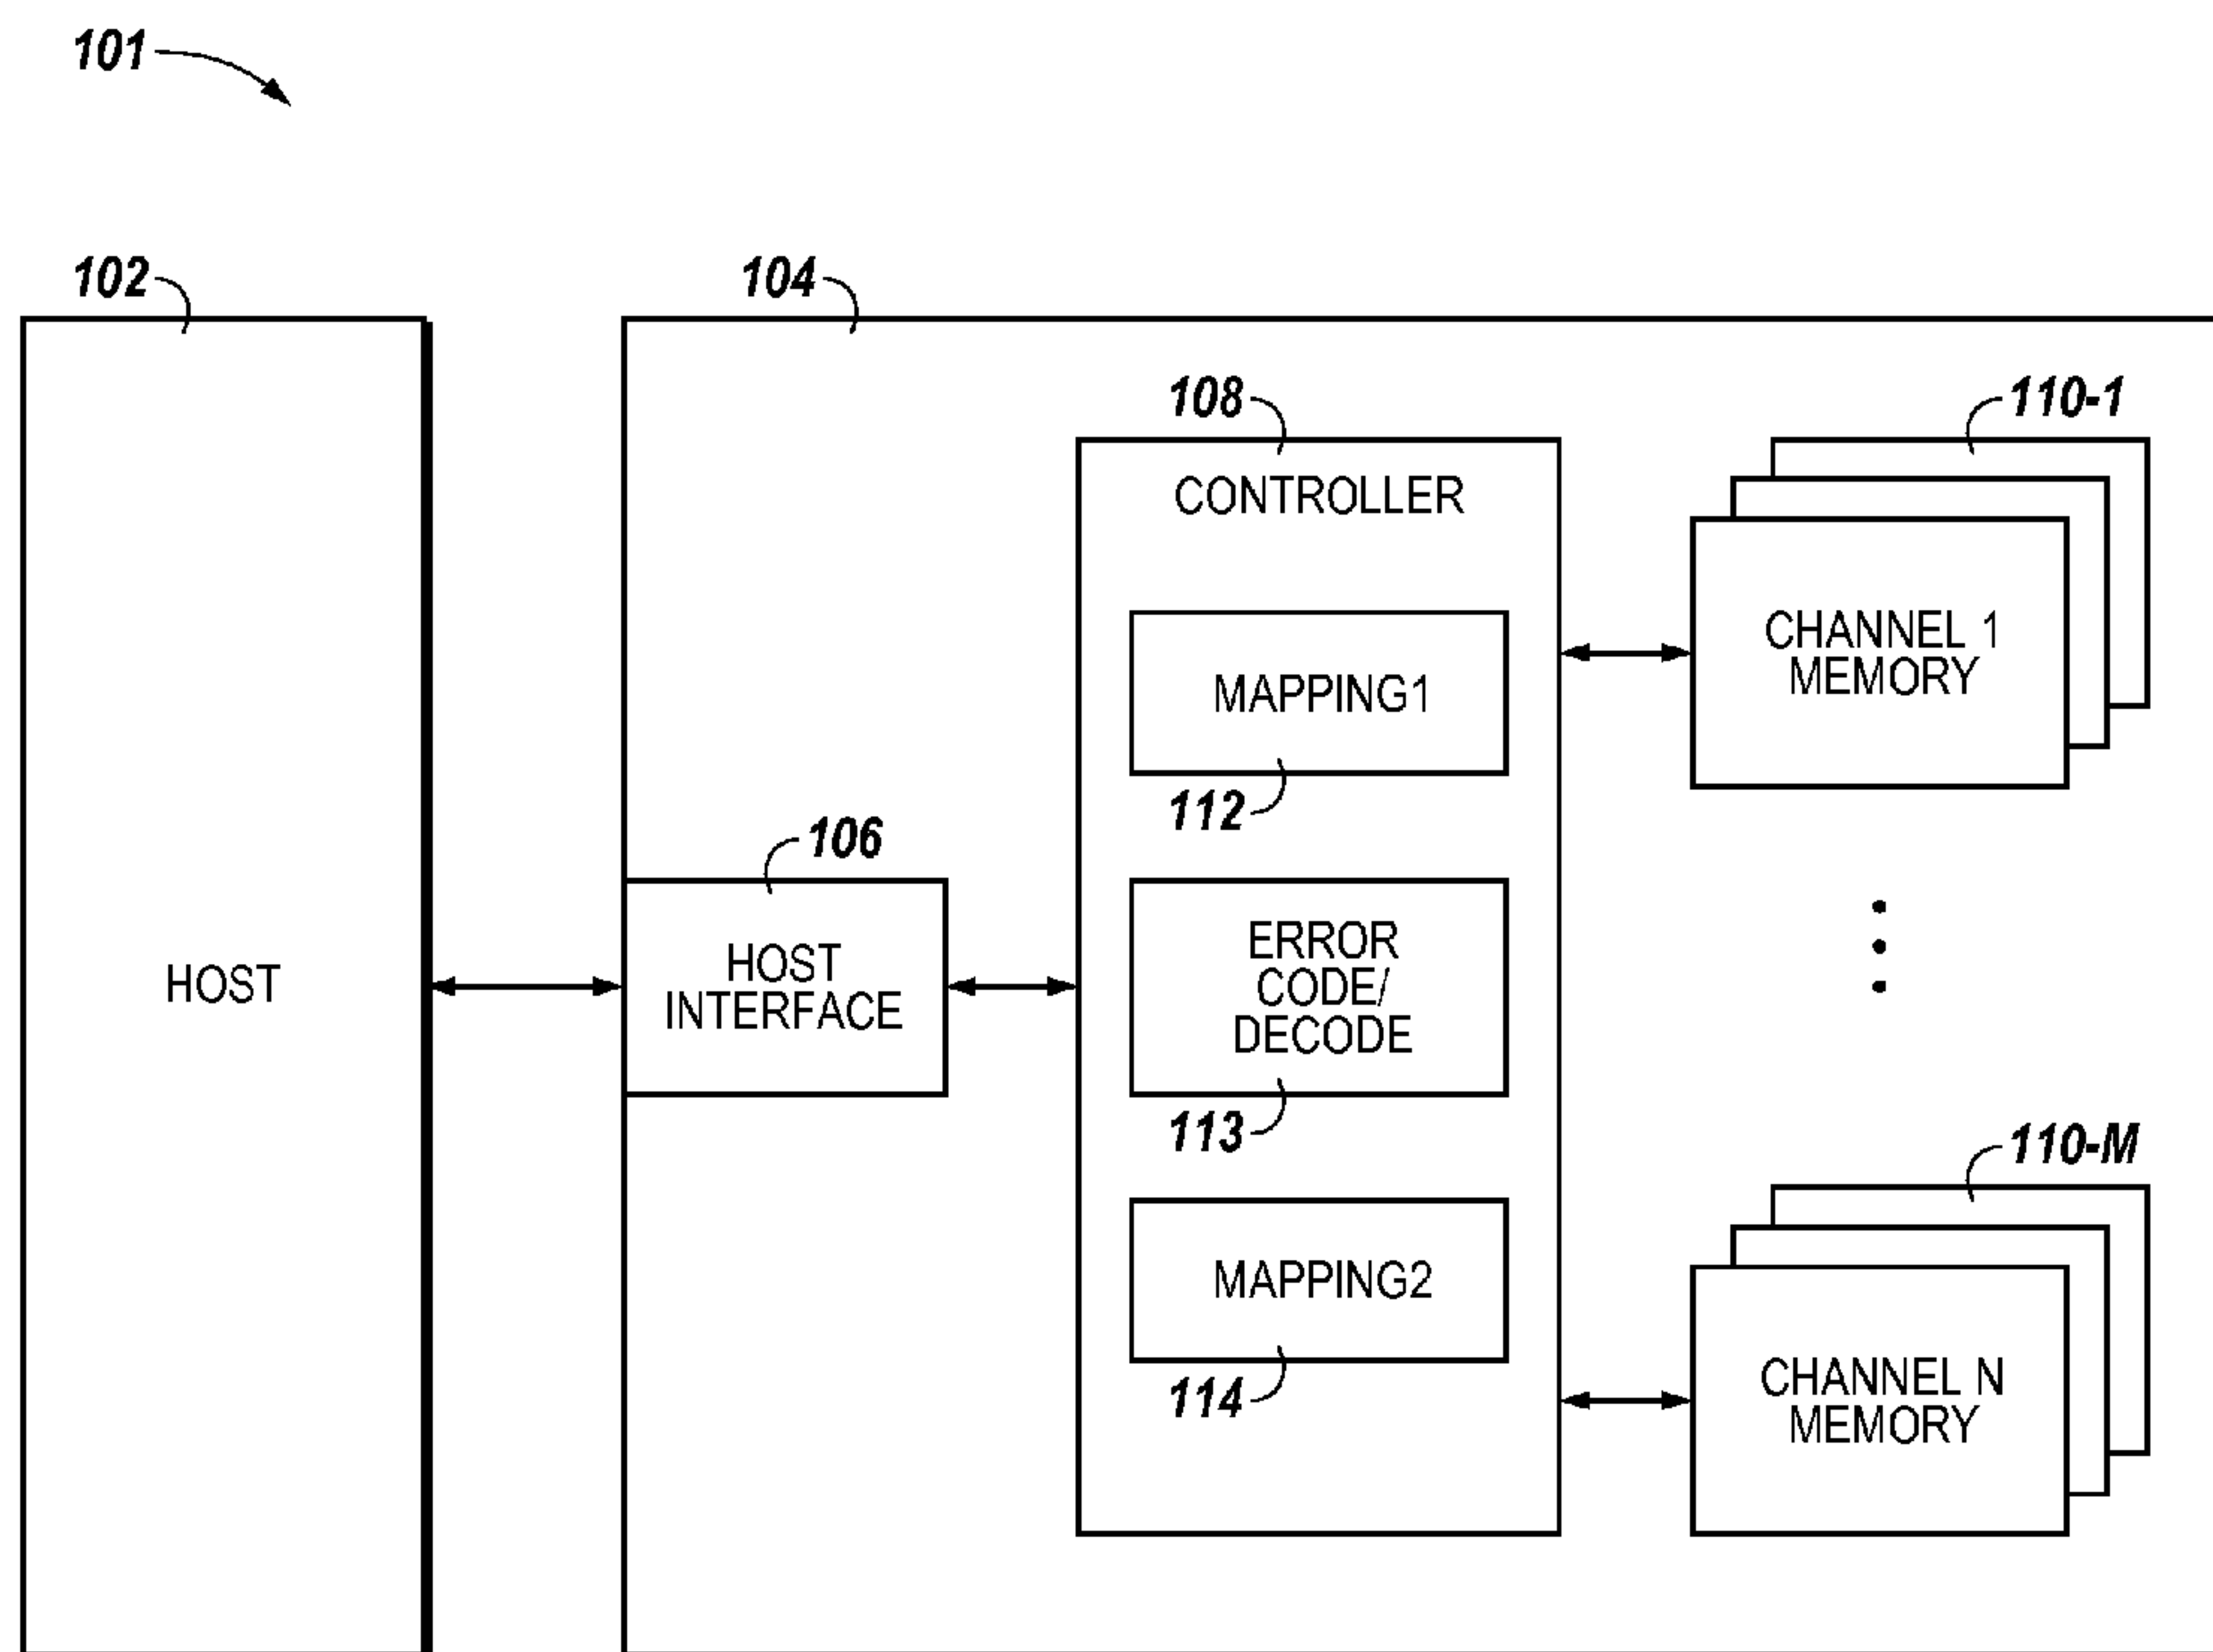 101
102
104
108
110-1
CONTROLLER
CHANNEL 1
MEMORY
MAPPING1
112
106
HOST
HOST
INTERFACE
ERROR
CODE/
DECODE
113
110-M
MAPPING2
114
CHANNEL N
MEMORY